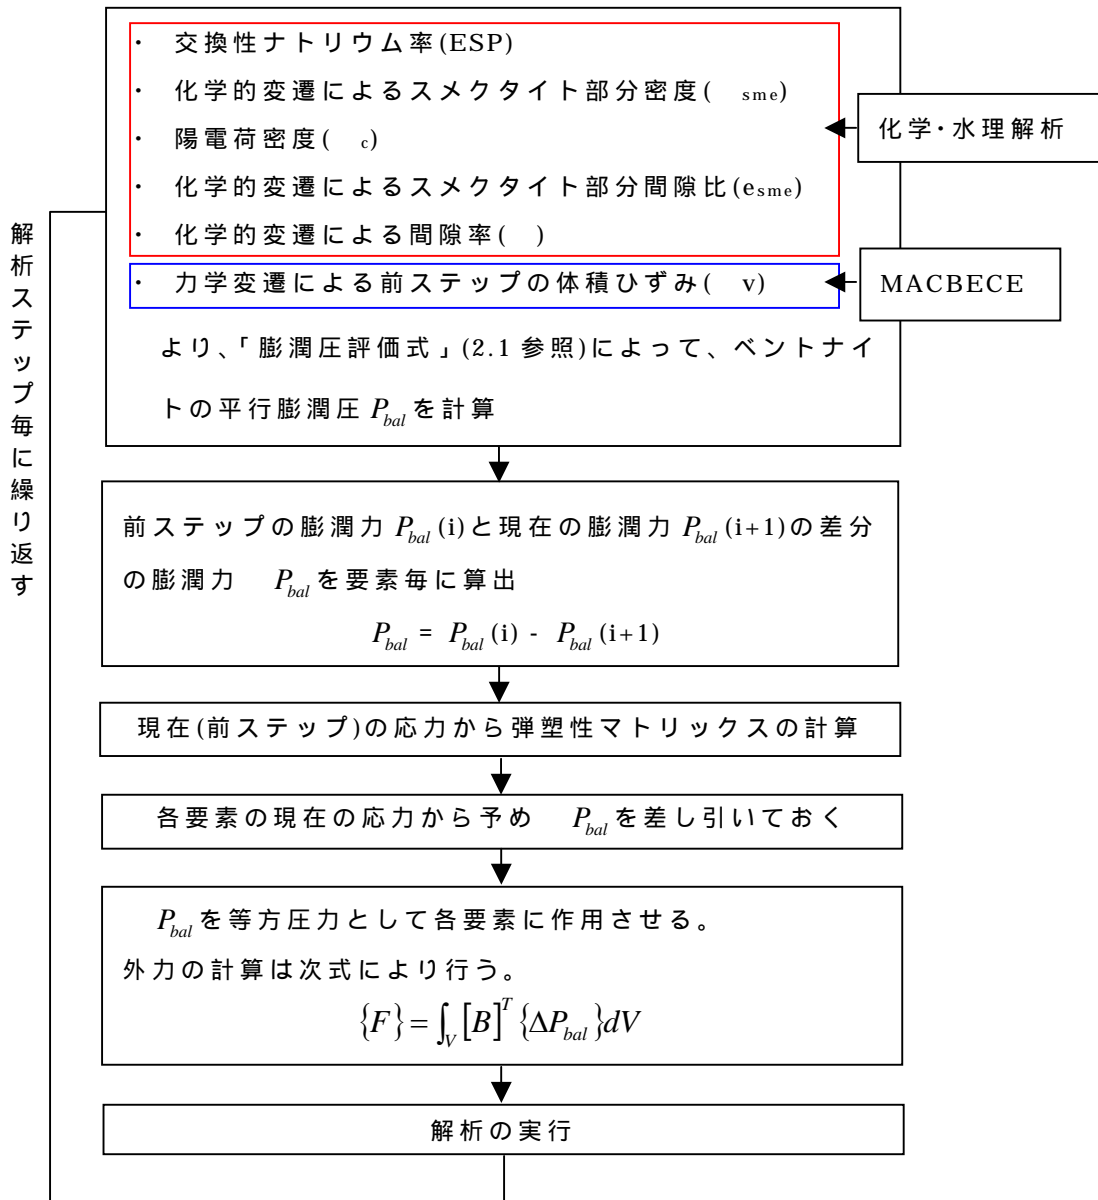 ・ 交換性ナトリウム率(ESP)
・ 化学的変遷によるスメクタイト部分密度( sme)
・ 陽電荷密度( c)
・ 化学的変遷によるスメクタイト部分間隙比(esme)
・ 化学的変遷による間隙率( )
・ 力学変遷による前ステップの体積ひずみ( v)
より、「膨潤圧評価式」(2.1 参照)によって、ベントナイ
トの平行膨潤圧 Pbal を計算
化学・水理解析
MACBECE
解析ステップ毎に繰り返す
前ステップの膨潤力 Pbal (i)と現在の膨潤力 Pbal (i+1)の差分
の膨潤力 Pbal を要素毎に算出
Pbal = Pbal (i) - Pbal (i+1)
現在(前ステップ)の応力から弾塑性マトリックスの計算
各要素の現在の応力から予め Pbal を差し引いておく
Pbal を等方圧力として各要素に作用させる。
外力の計算は次式により行う。
{F} = ∫V [B]^T {ΔPbal} dV
解析の実行